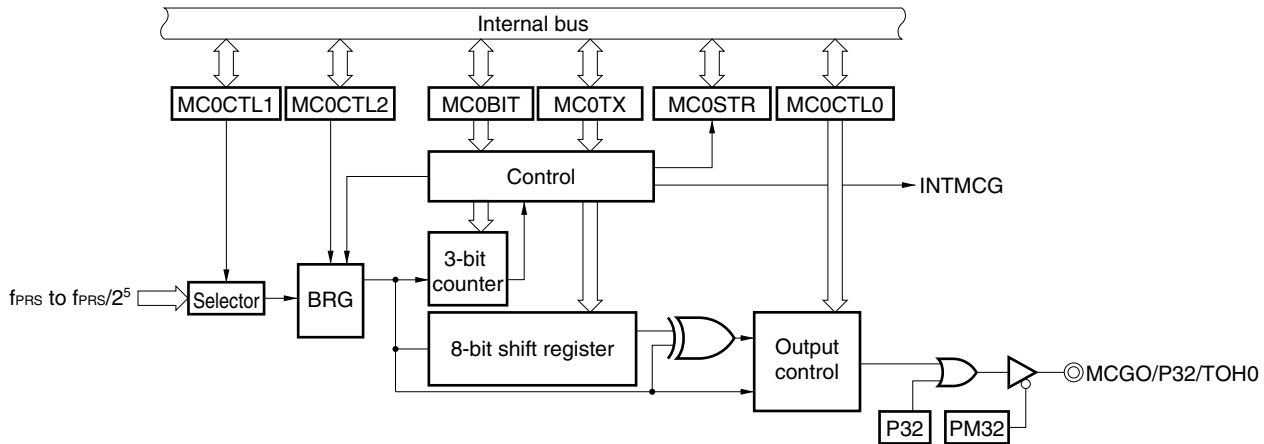 Internal bus
MC0CTL1 MC0CTL2 MC0BIT MC0TX MC0STR MC0CTL0
Control
INTMCG
3-bit
counter
fPRS to fPRS/2⁵
Selector
BRG
8-bit shift register
Output
control
MCGO/P32/TOH0
P32
PM32